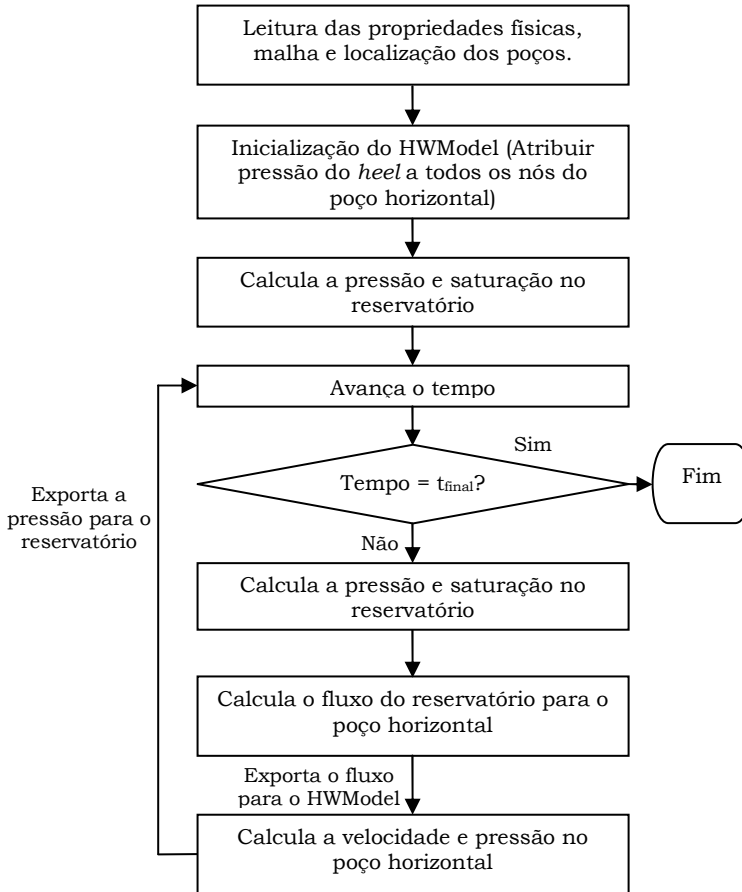 Leitura das propriedades físicas,
malha e localização dos poços.
Inicialização do HWModel (Atribuir
pressão do heel a todos os nós do
poço horizontal)
Calcula a pressão e saturação no
reservatório
Avança o tempo
Sim
Tempo = tfinal?
Fim
Exporta a
pressão para o
reservatório
Não
Calcula a pressão e saturação no
reservatório
Calcula o fluxo do reservatório para o
poço horizontal
Exporta o fluxo
para o HWModel
Calcula a velocidade e pressão no
poço horizontal